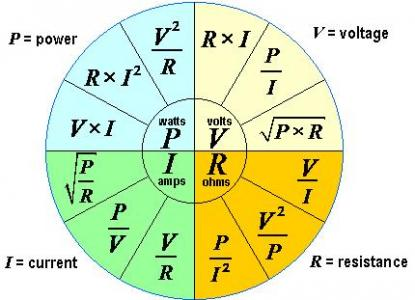 P = power
V = voltage
V²/R
R × I
R × I²
P/I
V × I
√(P × R)
watts
P
volts
V
I
amps
R
ohms
√(P/R)
V/I
P/V
V²/P
V/R
P/I²
I = current
R = resistance